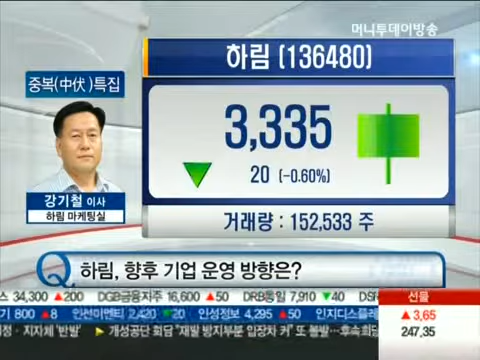 머니투데이방송
하림 (136480)
중복(中伏)특집
3,335
▼ 20 (-0.60%)
강기철 이사
하림 마케팅실
거래량 : 152,533 주
Q 하림, 향후 기업 운영 방향은?
34,300 ▲200 DGB금융지주 16,600 ▲50 DRB동일 7,910 ▼40
800 ▲8 인선이엔티 2,420 ▼20 인성정보 4,295 ▲50 인지디스플레
지자체 '반발' ▶ 개성공단 회담 "재발 방지부분 입장차 커" 또 불발…후속회담
선물
▲ 3,65
247,35